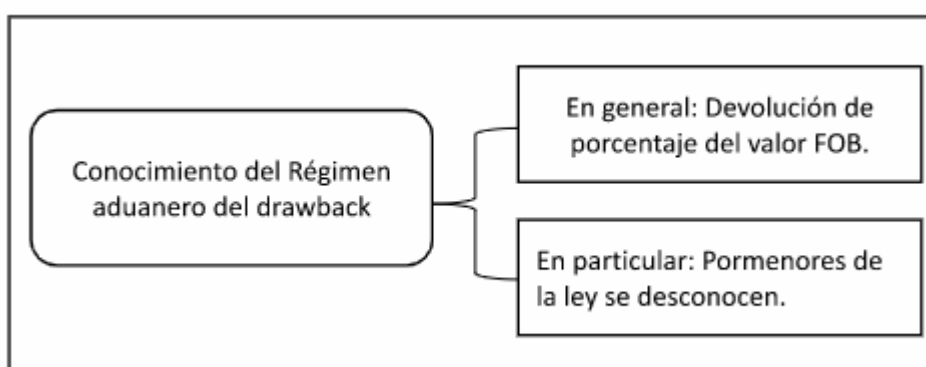 Conocimiento del Régimen
aduanero del drawback
En general: Devolución de
porcentaje del valor FOB.
En particular: Pormenores de
la ley se desconocen.